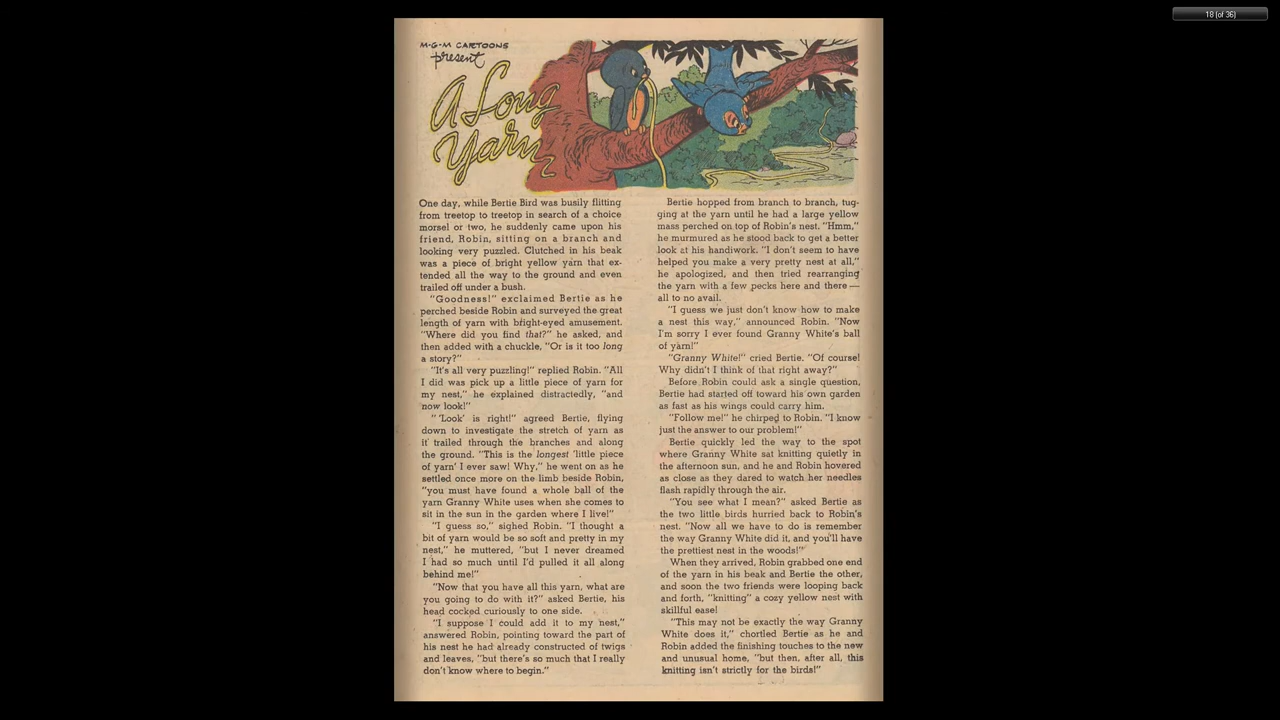 18 (of 36)
M·G·M CARTOONS
present
A Long
Yarn
One day, while Bertie Bird was busily flitting
from treetop to treetop in search of a choice
morsel or two, he suddenly came upon his
friend, Robin, sitting on a branch and
looking very puzzled. Clutched in his beak
was a piece of bright yellow yarn that ex-
tended all the way to the ground and even
trailed off under a bush.
"Goodness!" exclaimed Bertie as he
perched beside Robin and surveyed the great
length of yarn with bright-eyed amusement.
"Where did you find that?" he asked, and
then added with a chuckle, "Or is it too long
a story?"
"It's all very puzzling!" replied Robin. "All
I did was pick up a little piece of yarn for
my nest," he explained distractedly, "and
now look!"
"'Look' is right!" agreed Bertie, flying
down to investigate the stretch of yarn as
it trailed through the branches and along
the ground. "This is the longest 'little piece
of yarn' I ever saw! Why," he went on as he
settled once more on the limb beside Robin,
"you must have found a whole ball of the
yarn Granny White uses when she comes to
sit in the sun in the garden where I live!"
"I guess so," sighed Robin. "I thought a
bit of yarn would be so soft and pretty in my
nest," he muttered, "but I never dreamed
I had so much until I'd pulled it all along
behind me!"
"Now that you have all this yarn, what are
you going to do with it?" asked Bertie, his
head cocked curiously to one side.
"I suppose I could add it to my nest,"
answered Robin, pointing toward the part of
his nest he had already constructed of twigs
and leaves, "but there's so much that I really
don't know where to begin."
Bertie hopped from branch to branch, tug-
ging at the yarn until he had a large yellow
mass perched on top of Robin's nest. "Hmm,"
he murmured as he stood back to get a better
look at his handiwork. "I don't seem to have
helped you make a very pretty nest at all,"
he apologized, and then tried rearranging
the yarn with a few pecks here and there —
all to no avail.
"I guess we just don't know how to make
a nest this way," announced Robin. "Now
I'm sorry I ever found Granny White's ball
of yarn!"
"Granny White!" cried Bertie. "Of course!
Why didn't I think of that right away?"
Before Robin could ask a single question,
Bertie had started off toward his own garden
as fast as his wings could carry him.
"Follow me!" he chirped to Robin. "I know
just the answer to our problem!"
Bertie quickly led the way to the spot
where Granny White sat knitting quietly in
the afternoon sun, and he and Robin hovered
as close as they dared to watch her needles
flash rapidly through the air.
"You see what I mean?" asked Bertie as
the two little birds hurried back to Robin's
nest. "Now all we have to do is remember
the way Granny White did it, and you'll have
the prettiest nest in the woods!"
When they arrived, Robin grabbed one end
of the yarn in his beak and Bertie the other,
and soon the two friends were looping back
and forth, "knitting" a cozy yellow nest with
skillful ease!
"This may not be exactly the way Granny
White does it," chortled Bertie as he and
Robin added the finishing touches to the new
and unusual home, "but then, after all, this
knitting isn't strictly for the birds!"